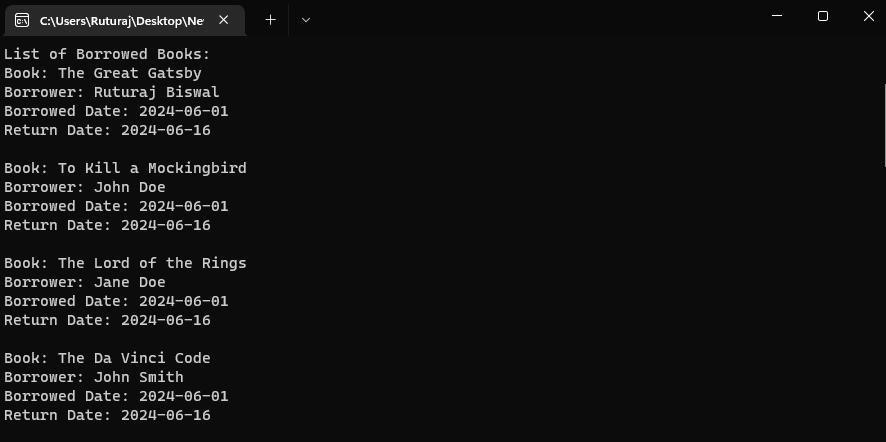 C:\Users\Ruturaj\Desktop\Ne
List of Borrowed Books:
Book: The Great Gatsby
Borrower: Ruturaj Biswal
Borrowed Date: 2024-06-01
Return Date: 2024-06-16
Book: To Kill a Mockingbird
Borrower: John Doe
Borrowed Date: 2024-06-01
Return Date: 2024-06-16
Book: The Lord of the Rings
Borrower: Jane Doe
Borrowed Date: 2024-06-01
Return Date: 2024-06-16
Book: The Da Vinci Code
Borrower: John Smith
Borrowed Date: 2024-06-01
Return Date: 2024-06-16